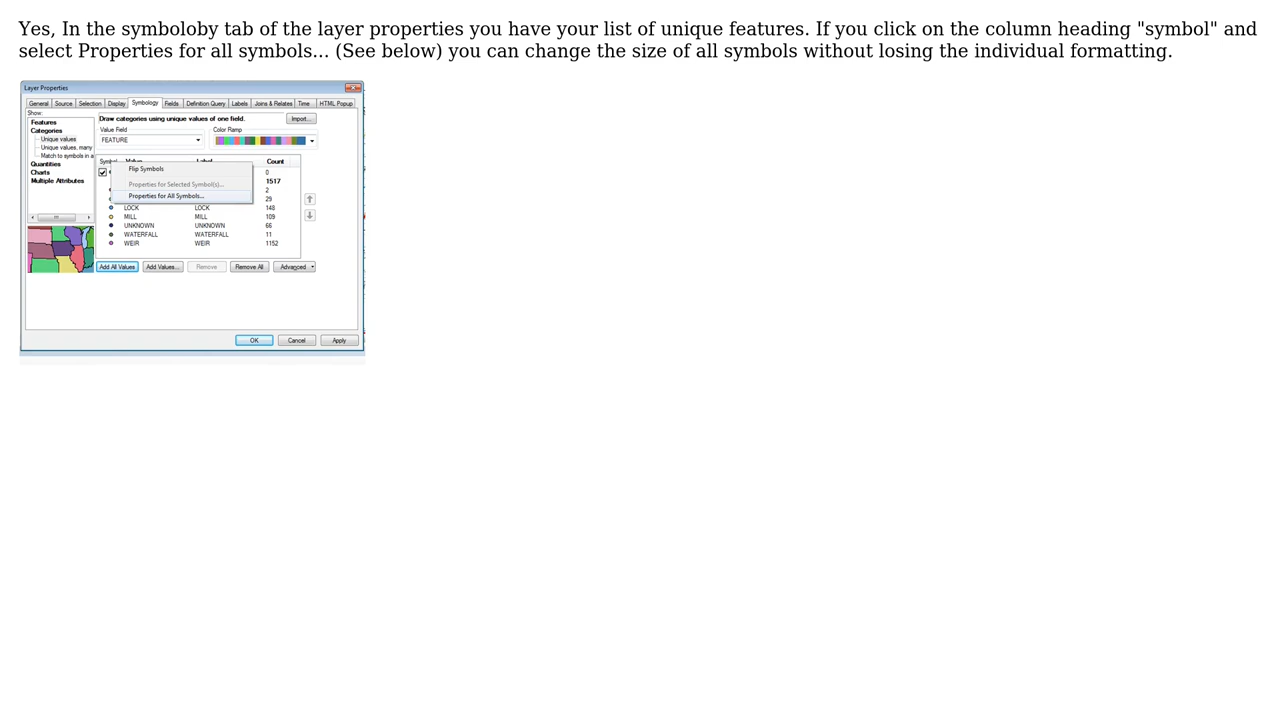 Yes, In the symboloby tab of the layer properties you have your list of unique features. If you click on the column heading "symbol" and
select Properties for all symbols... (See below) you can change the size of all symbols without losing the individual formatting.
Layer Properties
General Source Selection Display Symbology Fields Definition Query Labels Joins & Relates Time HTML Popup
Show:
Features
Categories
Unique values
Unique values, many
Match to symbols in a
Quantities
Charts
Multiple Attributes
Draw categories using unique values of one field.
Import...
Value Field
Color Ramp
FEATURE
Count
Flip Symbols
Properties for Selected Symbol(s)...
Properties for All Symbols...
0
1517
2
29
LOCK LOCK 148
MILL MILL 109
UNKNOWN UNKNOWN 66
WATERFALL WATERFALL 11
WEIR WEIR 1152
Add All Values Add Values... Remove Remove All Advanced
OK Cancel Apply